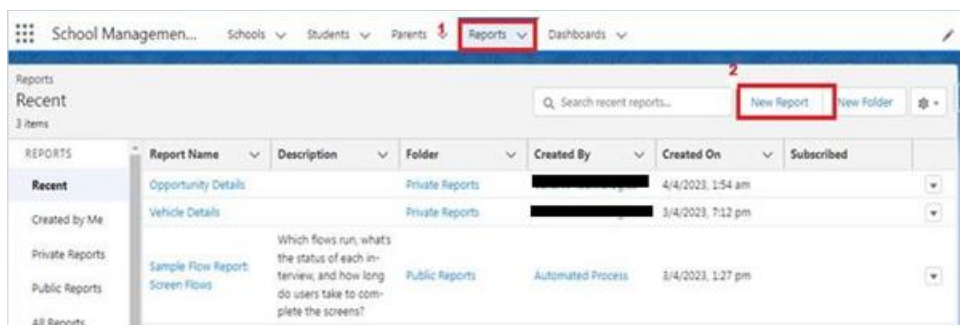 School Managemen... Schools Students Parents Reports Dashboards
1
2
Reports
Recent
3 items
Search recent reports...
New Report
New Folder
REPORTS
Recent
Created by Me
Private Reports
Public Reports
All Reports
Report Name Description Folder Created By Created On Subscribed
Opportunity Details Private Reports 4/4/2023, 1:54 am
Vehicle Details Private Reports 3/4/2023, 7:12 pm
Sample Flow Report:
Screen Flows
Which flows run, what's
the status of each in-
terview, and how long
do users take to com-
plete the screens?
Public Reports Automated Process 3/4/2023, 1:27 pm